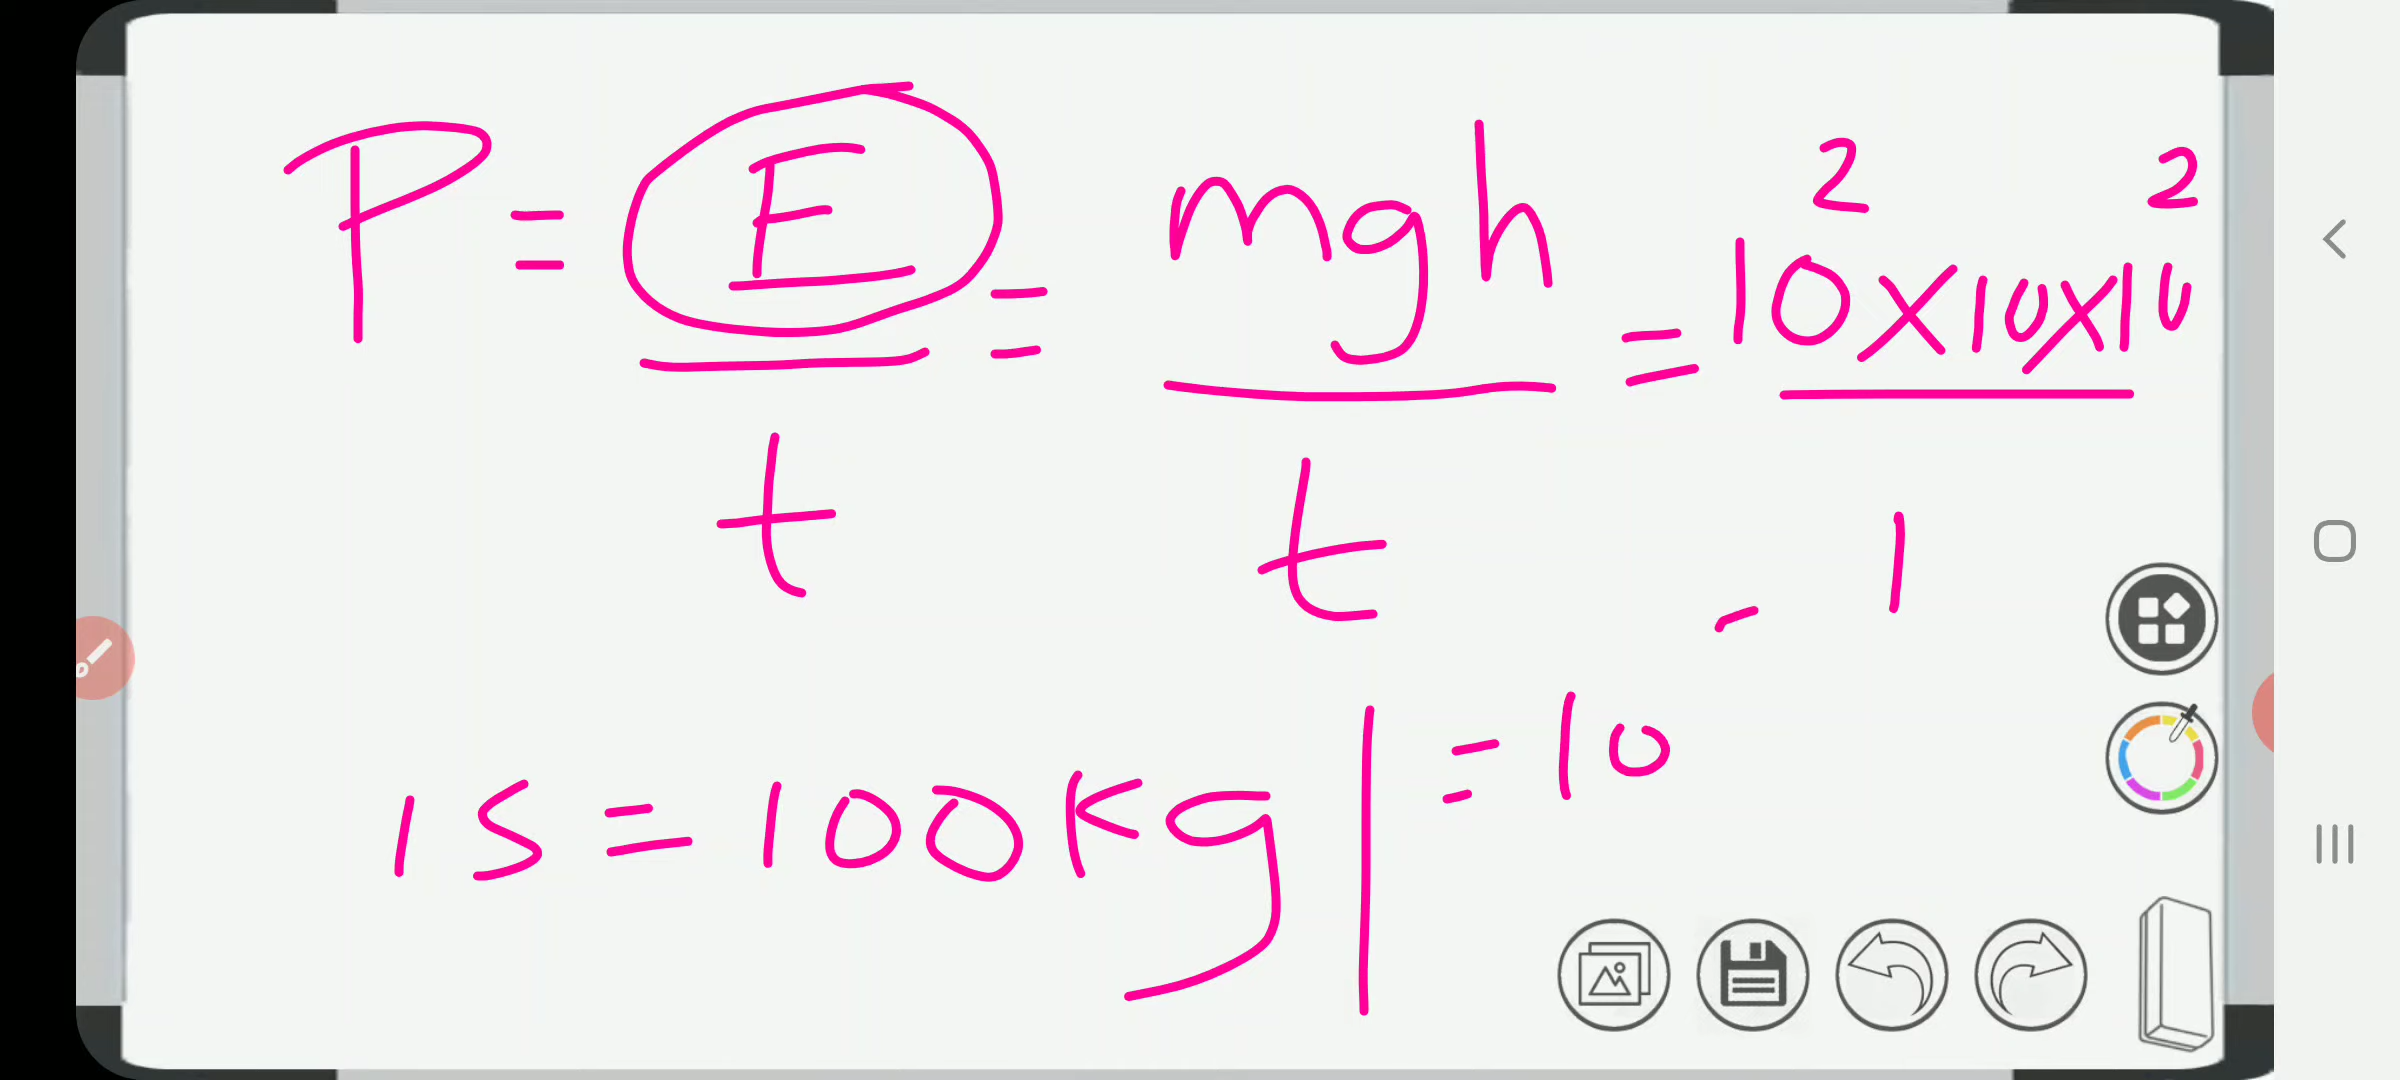 P = E/t = mgh/t = 10²×10×10²/1
1s = 100kg | = 10